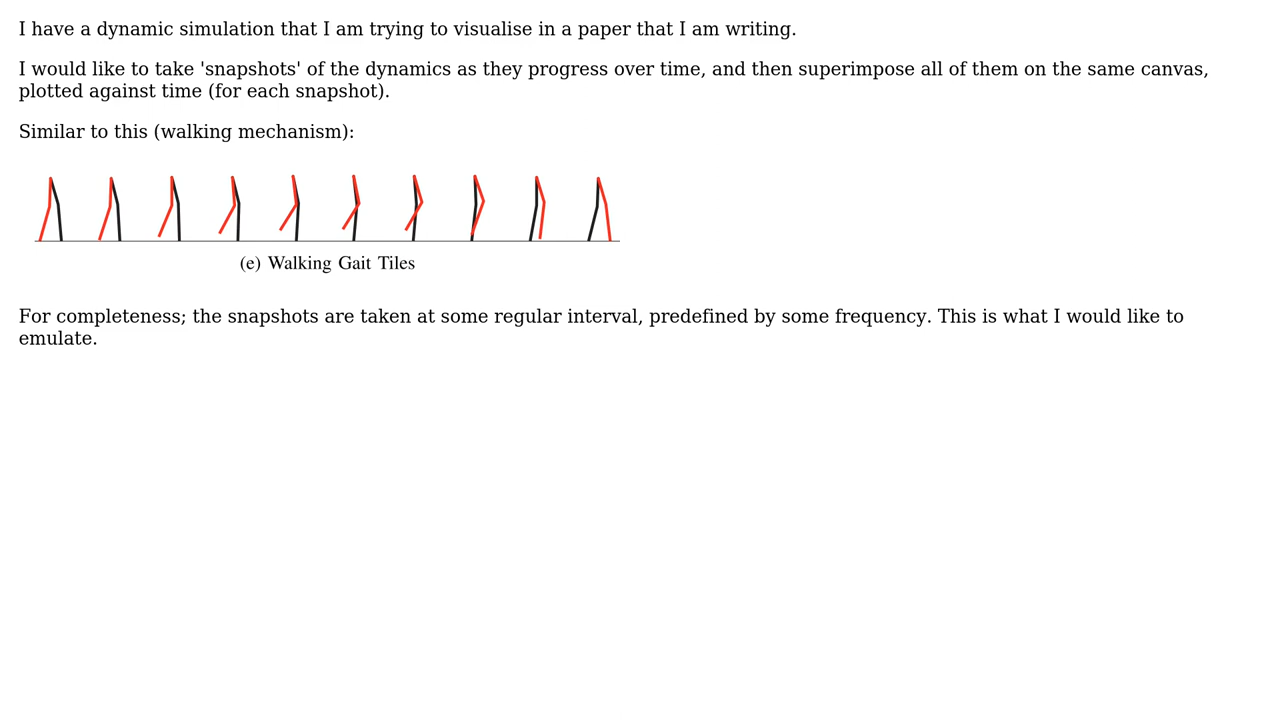 I have a dynamic simulation that I am trying to visualise in a paper that I am writing.
I would like to take 'snapshots' of the dynamics as they progress over time, and then superimpose all of them on the same canvas,
plotted against time (for each snapshot).
Similar to this (walking mechanism):
(e) Walking Gait Tiles
For completeness; the snapshots are taken at some regular interval, predefined by some frequency. This is what I would like to
emulate.